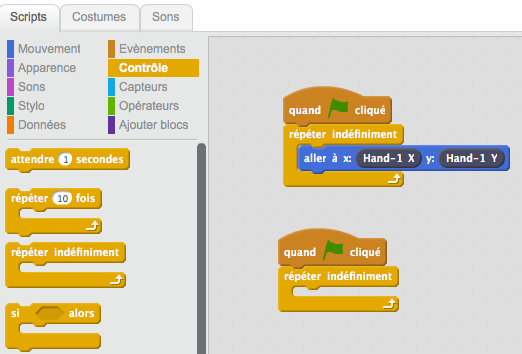 Scripts Costumes Sons
Mouvement Evènements
Apparence Contrôle
Sons Capteurs
Stylo Opérateurs
Données Ajouter blocs
attendre 1 secondes
répéter 10 fois
répéter indéfiniment
si alors
quand cliqué
répéter indéfiniment
aller à x: Hand-1 X y: Hand-1 Y
quand cliqué
répéter indéfiniment